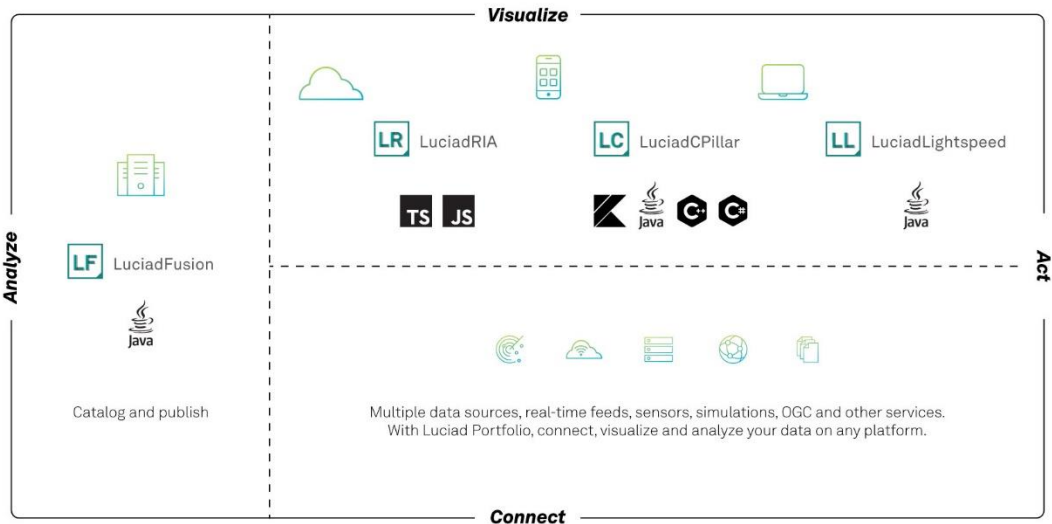 Visualize
LR LuciadRIA
LC LuciadCPillar
LL LuciadLightspeed
TS JS
Java
C++
C#
Java
Analyze
LF LuciadFusion
Java
Catalog and publish
Act
Multiple data sources, real-time feeds, sensors, simulations, OGC and other services.
With Luciad Portfolio, connect, visualize and analyze your data on any platform.
Connect